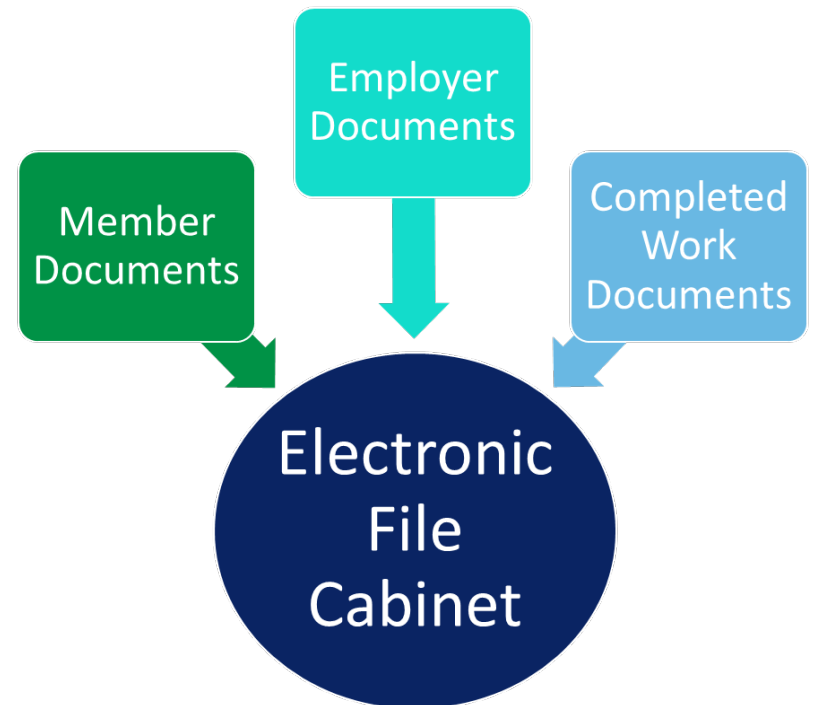 Employer
Documents
Member
Documents
Completed
Work
Documents
Electronic
File
Cabinet